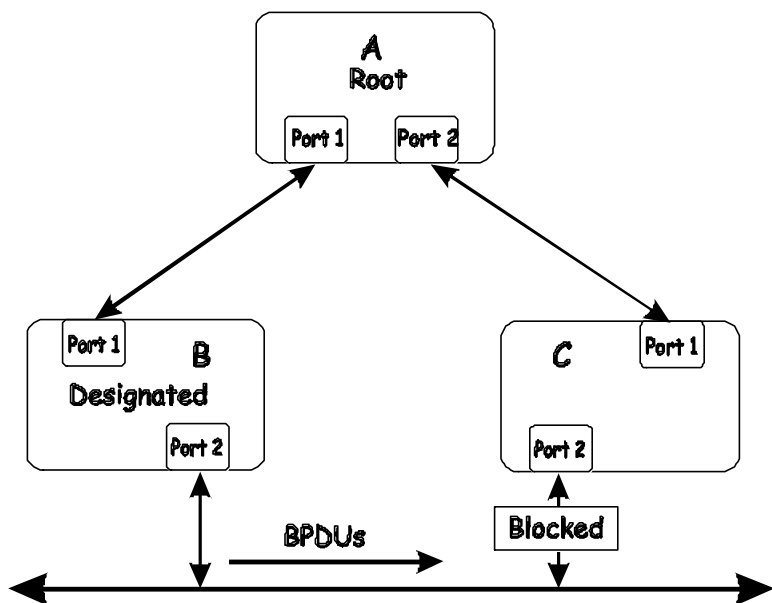 A
Root
Port 1
Port 2
Port 1
B
Designated
Port 2
C
Port 1
Port 2
BPDUs
Blocked